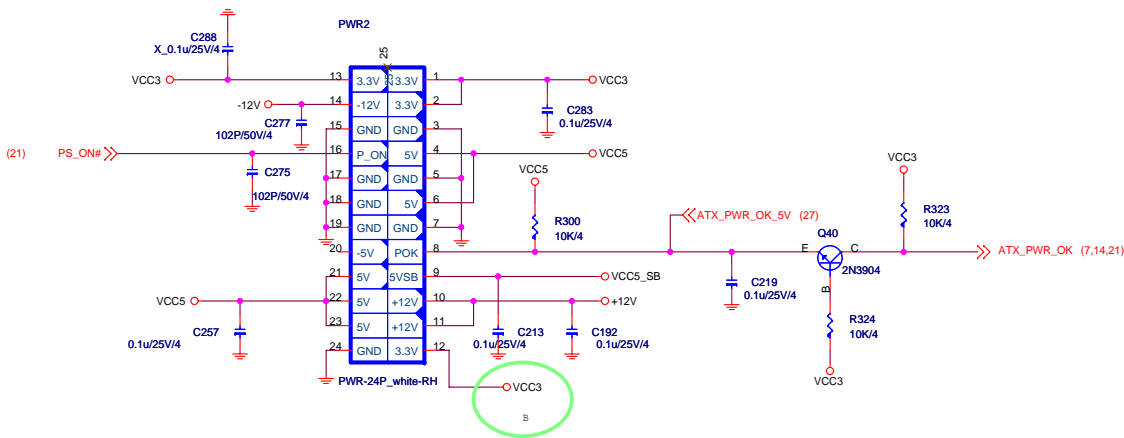 PWR2
C288
X_0.1u/25V/4
25
25
VCC3
13
3.3V
3.3V
1
VCC3
-12V
14
-12V
3.3V
2
C283
0.1u/25V/4
C277
102P/50V/4
15
GND
GND
3
(21)
PS_ON#
16
P_ON
5V
4
VCC5
C275
102P/50V/4
17
GND
GND
5
18
GND
5V
6
19
GND
GND
7
20
-5V
POK
8
VCC5
R300
10K/4
ATX_PWR_OK_5V (27)
VCC3
R323
10K/4
Q40
E
C
B
2N3904
ATX_PWR_OK (7,14,21)
21
5V
5VSB
9
VCC5_SB
C219
0.1u/25V/4
VCC5
22
5V
+12V
10
+12V
23
5V
+12V
11
C257
0.1u/25V/4
C213
0.1u/25V/4
C192
0.1u/25V/4
R324
10K/4
VCC3
24
GND
3.3V
12
PWR-24P_white-RH
VCC3
B